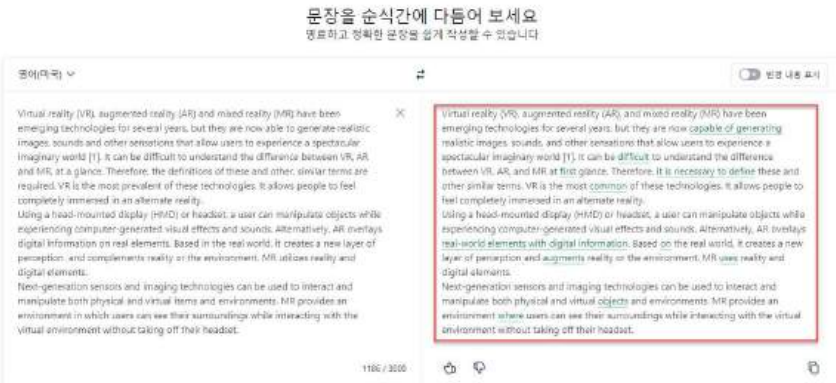 문장을 순식간에 다듬어 보세요
명료하고 정확한 문장을 쉽게 작성할 수 있습니다
영어(미국)
변경 내용 표시
Virtual reality (VR), augmented reality (AR) and mixed reality (MR) have been
emerging technologies for several years, but they are now able to generate realistic
images, sounds and other sensations that allow users to experience a spectacular
imaginary world [1]. It can be difficult to understand the difference between VR, AR
and MR, at a glance. Therefore, the definitions of these and other, similar terms are
required. VR is the most prevalent of these technologies. It allows people to feel
completely immersed in an alternate reality.
Using a head-mounted display (HMD) or headset, a user can manipulate objects while
experiencing computer-generated visual effects and sounds. Alternatively, AR overlays
digital information on real elements. Based in the real world, it creates a new layer of
perception, and complements reality or the environment. MR utilizes reality and
digital elements.
Next-generation sensors and imaging technologies can be used to interact and
manipulate both physical and virtual items and environments. MR provides an
environment in which users can see their surroundings while interacting with the
virtual environment without taking off their headset.
1186 / 3000
Virtual reality (VR), augmented reality (AR), and mixed reality (MR) have been
emerging technologies for several years, but they are now capable of generating
realistic images, sounds, and other sensations that allow users to experience a
spectacular imaginary world [1]. It can be difficult to understand the difference
between VR, AR, and MR at first glance. Therefore, it is necessary to define these and
other similar terms. VR is the most common of these technologies. It allows people to
feel completely immersed in an alternate reality.
Using a head-mounted display (HMD) or headset, a user can manipulate objects while
experiencing computer-generated visual effects and sounds. Alternatively, AR overlays
real-world elements with digital information. Based on the real world, it creates a new
layer of perception and augments reality or the environment. MR uses reality and
digital elements.
Next-generation sensors and imaging technologies can be used to interact and
manipulate both physical and virtual objects and environments. MR provides an
environment where users can see their surroundings while interacting with the virtual
environment without taking off their headset.